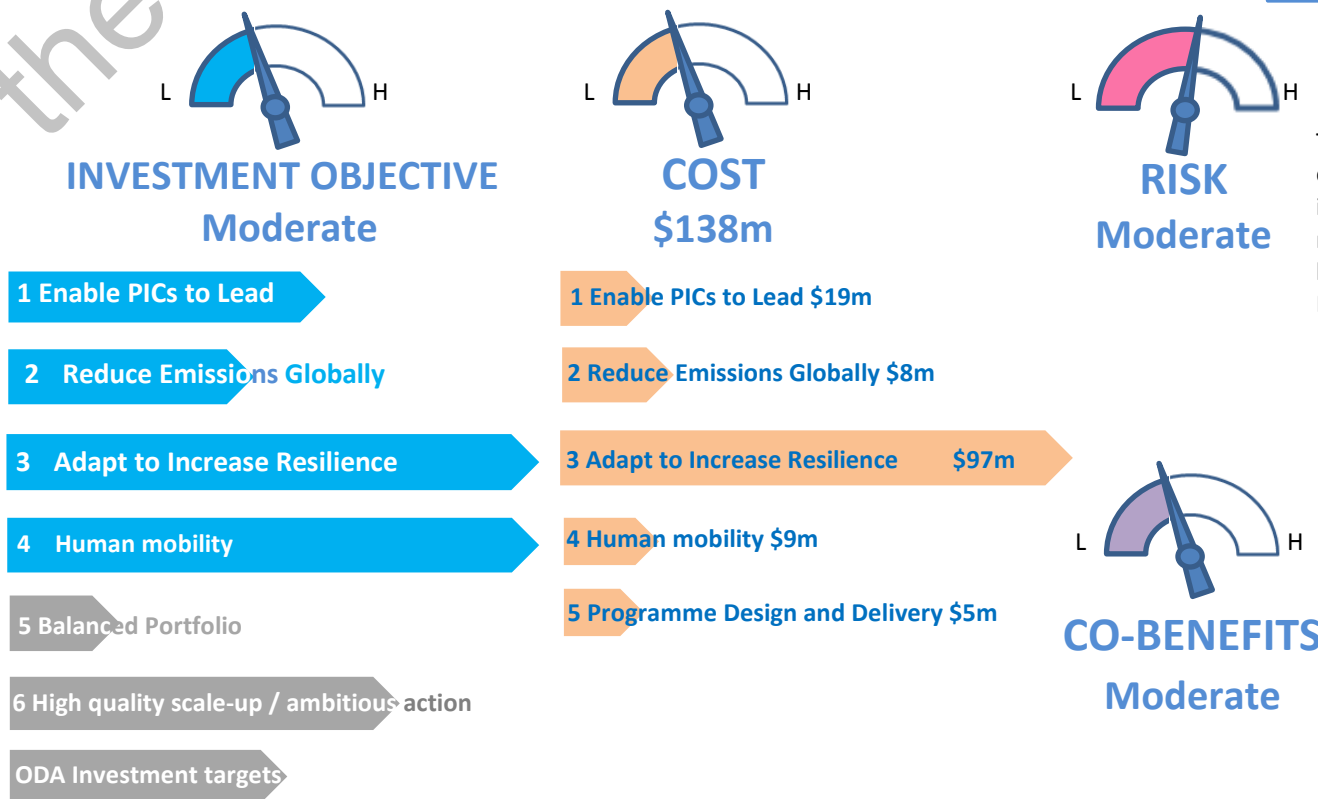 the
L H
INVESTMENT OBJECTIVE
Moderate
1 Enable PICs to Lead
2 Reduce Emissions Globally
3 Adapt to Increase Resilience
4 Human mobility
5 Balanced Portfolio
6 High quality scale-up / ambitious action
ODA Investment targets
L H
COST
$138m
1 Enable PICs to Lead $19m
2 Reduce Emissions Globally $8m
3 Adapt to Increase Resilience $97m
4 Human mobility $9m
5 Programme Design and Delivery $5m
L H
RISK
Moderate
L H
CO-BENEFITS
Moderate